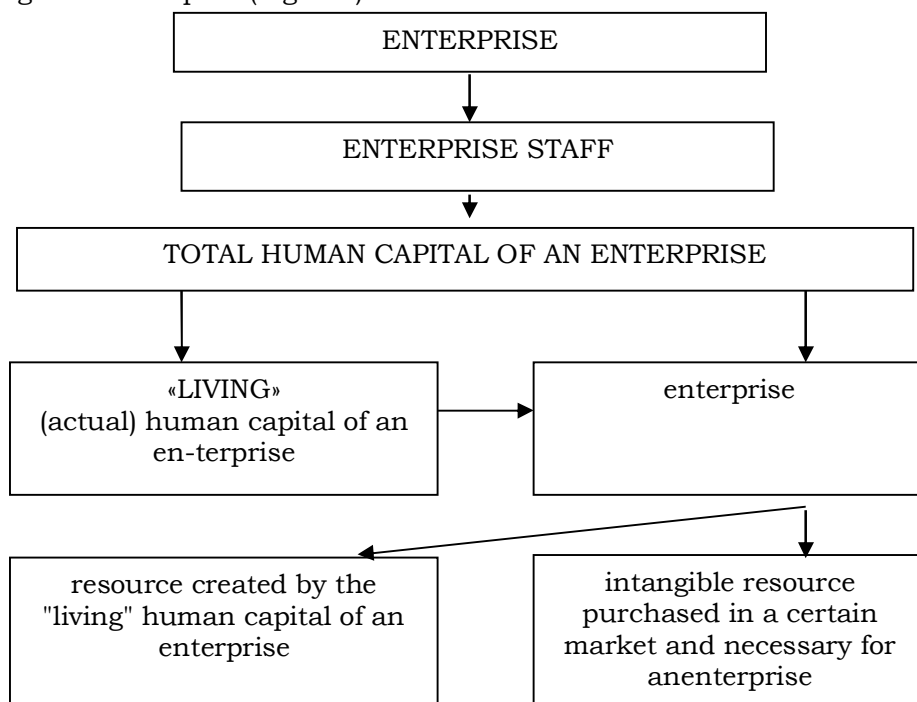 ENTERPRISE
ENTERPRISE STAFF
TOTAL HUMAN CAPITAL OF AN ENTERPRISE
«LIVING»
(actual) human capital of an
en-terprise
enterprise
resource created by the
"living" human capital of an
enterprise
intangible resource
purchased in a certain
market and necessary for
anenterprise